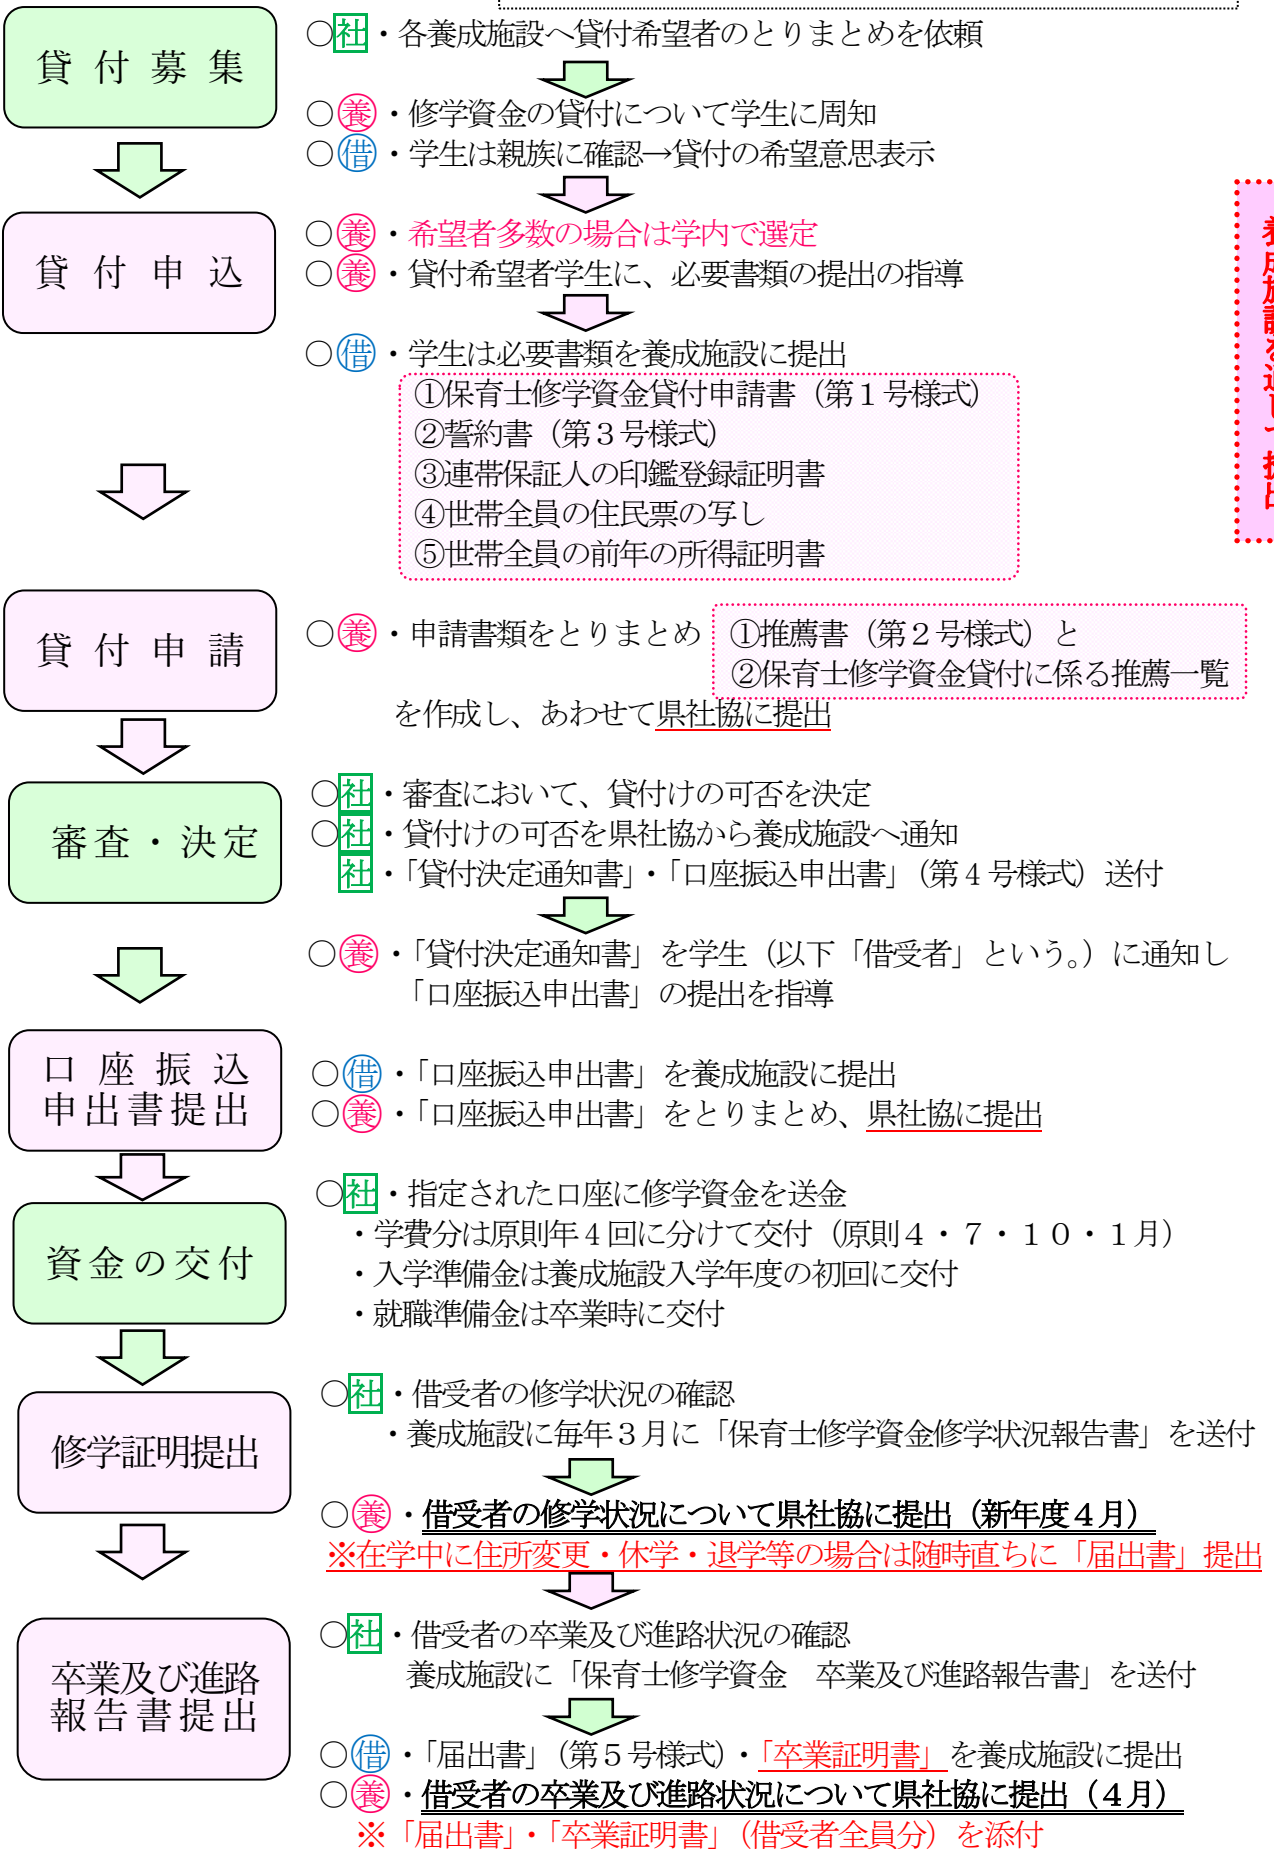 貸付募集
○社・各養成施設へ貸付希望者のとりまとめを依頼
○養・修学資金の貸付について学生に周知
○借・学生は親族に確認→貸付の希望意思表示
貸付申込
○養・希望者多数の場合は学内で選定
○養・貸付希望者学生に、必要書類の提出の指導
○借・学生は必要書類を養成施設に提出
①保育士修学資金貸付申請書（第１号様式）
②誓約書（第３号様式）
③連帯保証人の印鑑登録証明書
④世帯全員の住民票の写し
⑤世帯全員の前年の所得証明書
養成施設を通して提出
貸付申請
○養・申請書類をとりまとめ
①推薦書（第２号様式）と
②保育士修学資金貸付に係る推薦一覧
を作成し、あわせて県社協に提出
審査・決定
○社・審査において、貸付けの可否を決定
○社・貸付けの可否を県社協から養成施設へ通知
社・「貸付決定通知書」・「口座振込申出書」（第4号様式）送付
○養・「貸付決定通知書」を学生（以下「借受者」という。）に通知し
「口座振込申出書」の提出を指導
口座振込
申出書提出
○借・「口座振込申出書」を養成施設に提出
○養・「口座振込申出書」をとりまとめ、県社協に提出
資金の交付
○社・指定された口座に修学資金を送金
・学費分は原則年4回に分けて交付（原則４・７・１０・１月）
・入学準備金は養成施設入学年度の初回に交付
・就職準備金は卒業時に交付
修学証明提出
○社・借受者の修学状況の確認
・養成施設に毎年３月に「保育士修学資金修学状況報告書」を送付
○養・借受者の修学状況について県社協に提出（新年度４月）
※在学中に住所変更・休学・退学等の場合は随時直ちに「届出書」提出
卒業及び進路
報告書提出
○社・借受者の卒業及び進路状況の確認
養成施設に「保育士修学資金　卒業及び進路報告書」を送付
○借・「届出書」（第５号様式）・「卒業証明書」を養成施設に提出
○養・借受者の卒業及び進路状況について県社協に提出（４月）
※「届出書」・「卒業証明書」（借受者全員分）を添付